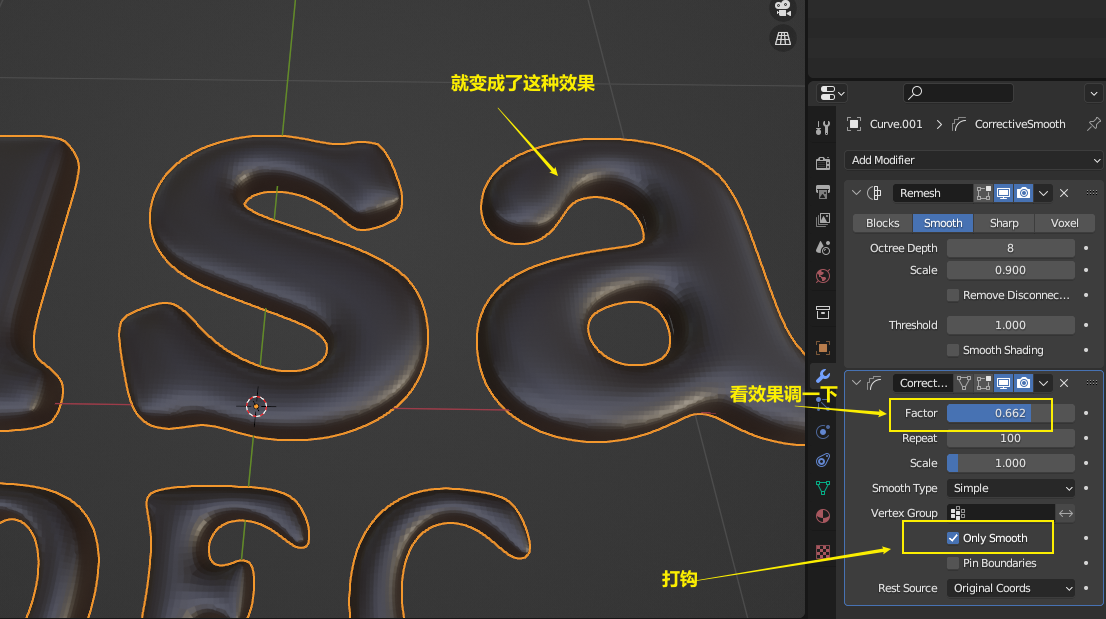 就变成了这种效果
Curve.001 > CorrectiveSmooth
Add Modifier
Remesh
Blocks Smooth Sharp Voxel
Octree Depth 8
Scale 0.900
Remove Disconnec...
Threshold 1.000
Smooth Shading
Correct...
看效果调一下
Factor 0.662
Repeat 100
Scale 1.000
Smooth Type Simple
Vertex Group
Only Smooth
打钩
Pin Boundaries
Rest Source Original Coords
sa